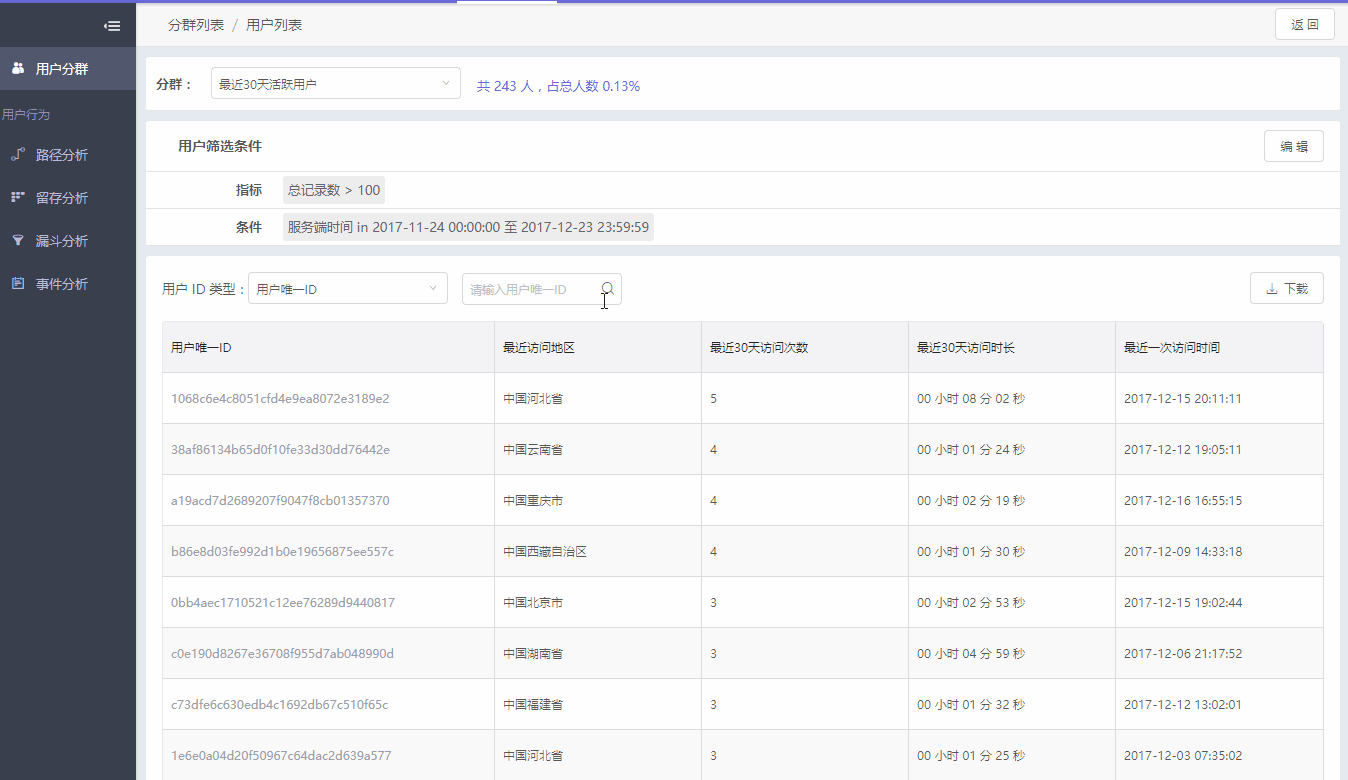 分群列表 / 用户列表
返 回
用户分群
用户行为
路径分析
留存分析
漏斗分析
事件分析
分群： 最近30天活跃用户 共 243 人，占总人数 0.13%
用户筛选条件 编 辑
指标 总记录数 > 100
条件 服务端时间 in 2017-11-24 00:00:00 至 2017-12-23 23:59:59
用户 ID 类型： 用户唯一ID 请输入用户唯一ID 下载
用户唯一ID 最近访问地区 最近30天访问次数 最近30天访问时长 最近一次访问时间
1068c6e4c8051cfd4e9ea8072e3189e2 中国河北省 5 00 小时 08 分 02 秒 2017-12-15 20:11:11
38af86134b65d0f10fe33d30dd76442e 中国云南省 4 00 小时 01 分 24 秒 2017-12-12 19:05:11
a19acd7d2689207f9047f8cb01357370 中国重庆市 4 00 小时 02 分 19 秒 2017-12-16 16:55:15
b86e8d03fe992d1b0e19656875ee557c 中国西藏自治区 4 00 小时 01 分 30 秒 2017-12-09 14:33:18
0bb4aec1710521c12ee76289d9440817 中国北京市 3 00 小时 02 分 53 秒 2017-12-15 19:02:44
c0e190d8267e36708f955d7ab048990d 中国湖南省 3 00 小时 04 分 59 秒 2017-12-06 21:17:52
c73dfe6c630edb4c1692db67c510f65c 中国福建省 3 00 小时 01 分 32 秒 2017-12-12 13:02:01
1e6e0a04d20f50967c64dac2d639a577 中国河北省 3 00 小时 01 分 25 秒 2017-12-03 07:35:02